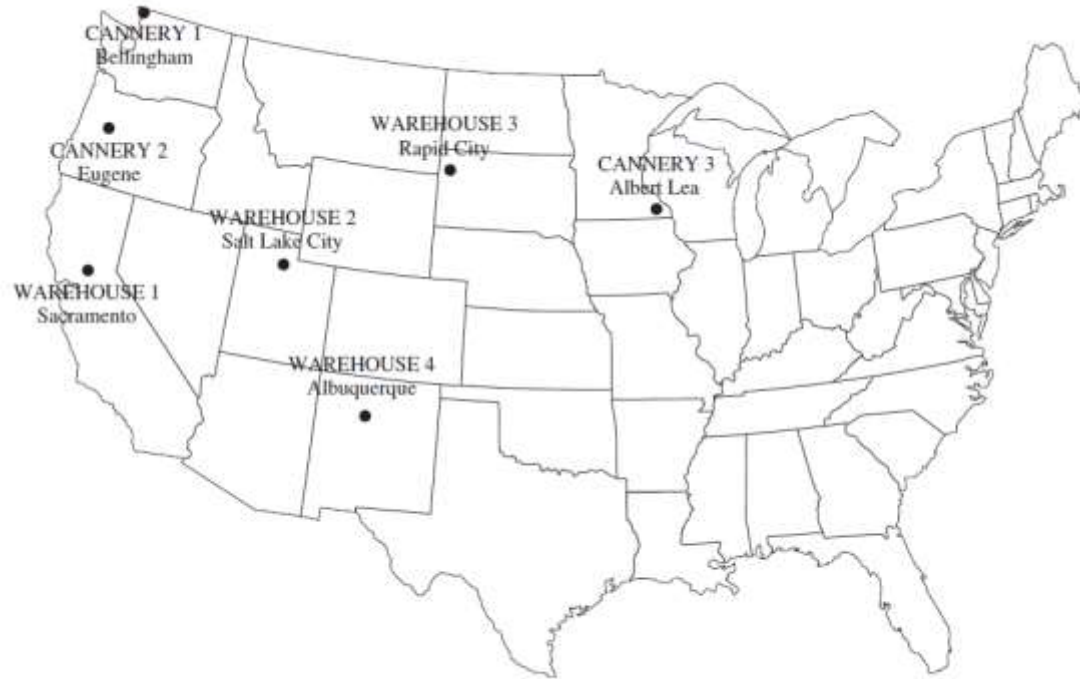 CANNERY 1
Bellingham
WAREHOUSE 3
Rapid City
CANNERY 2
Eugene
CANNERY 3
Albert Lea
WAREHOUSE 2
Salt Lake City
WAREHOUSE 1
Sacramento
WAREHOUSE 4
Albuquerque